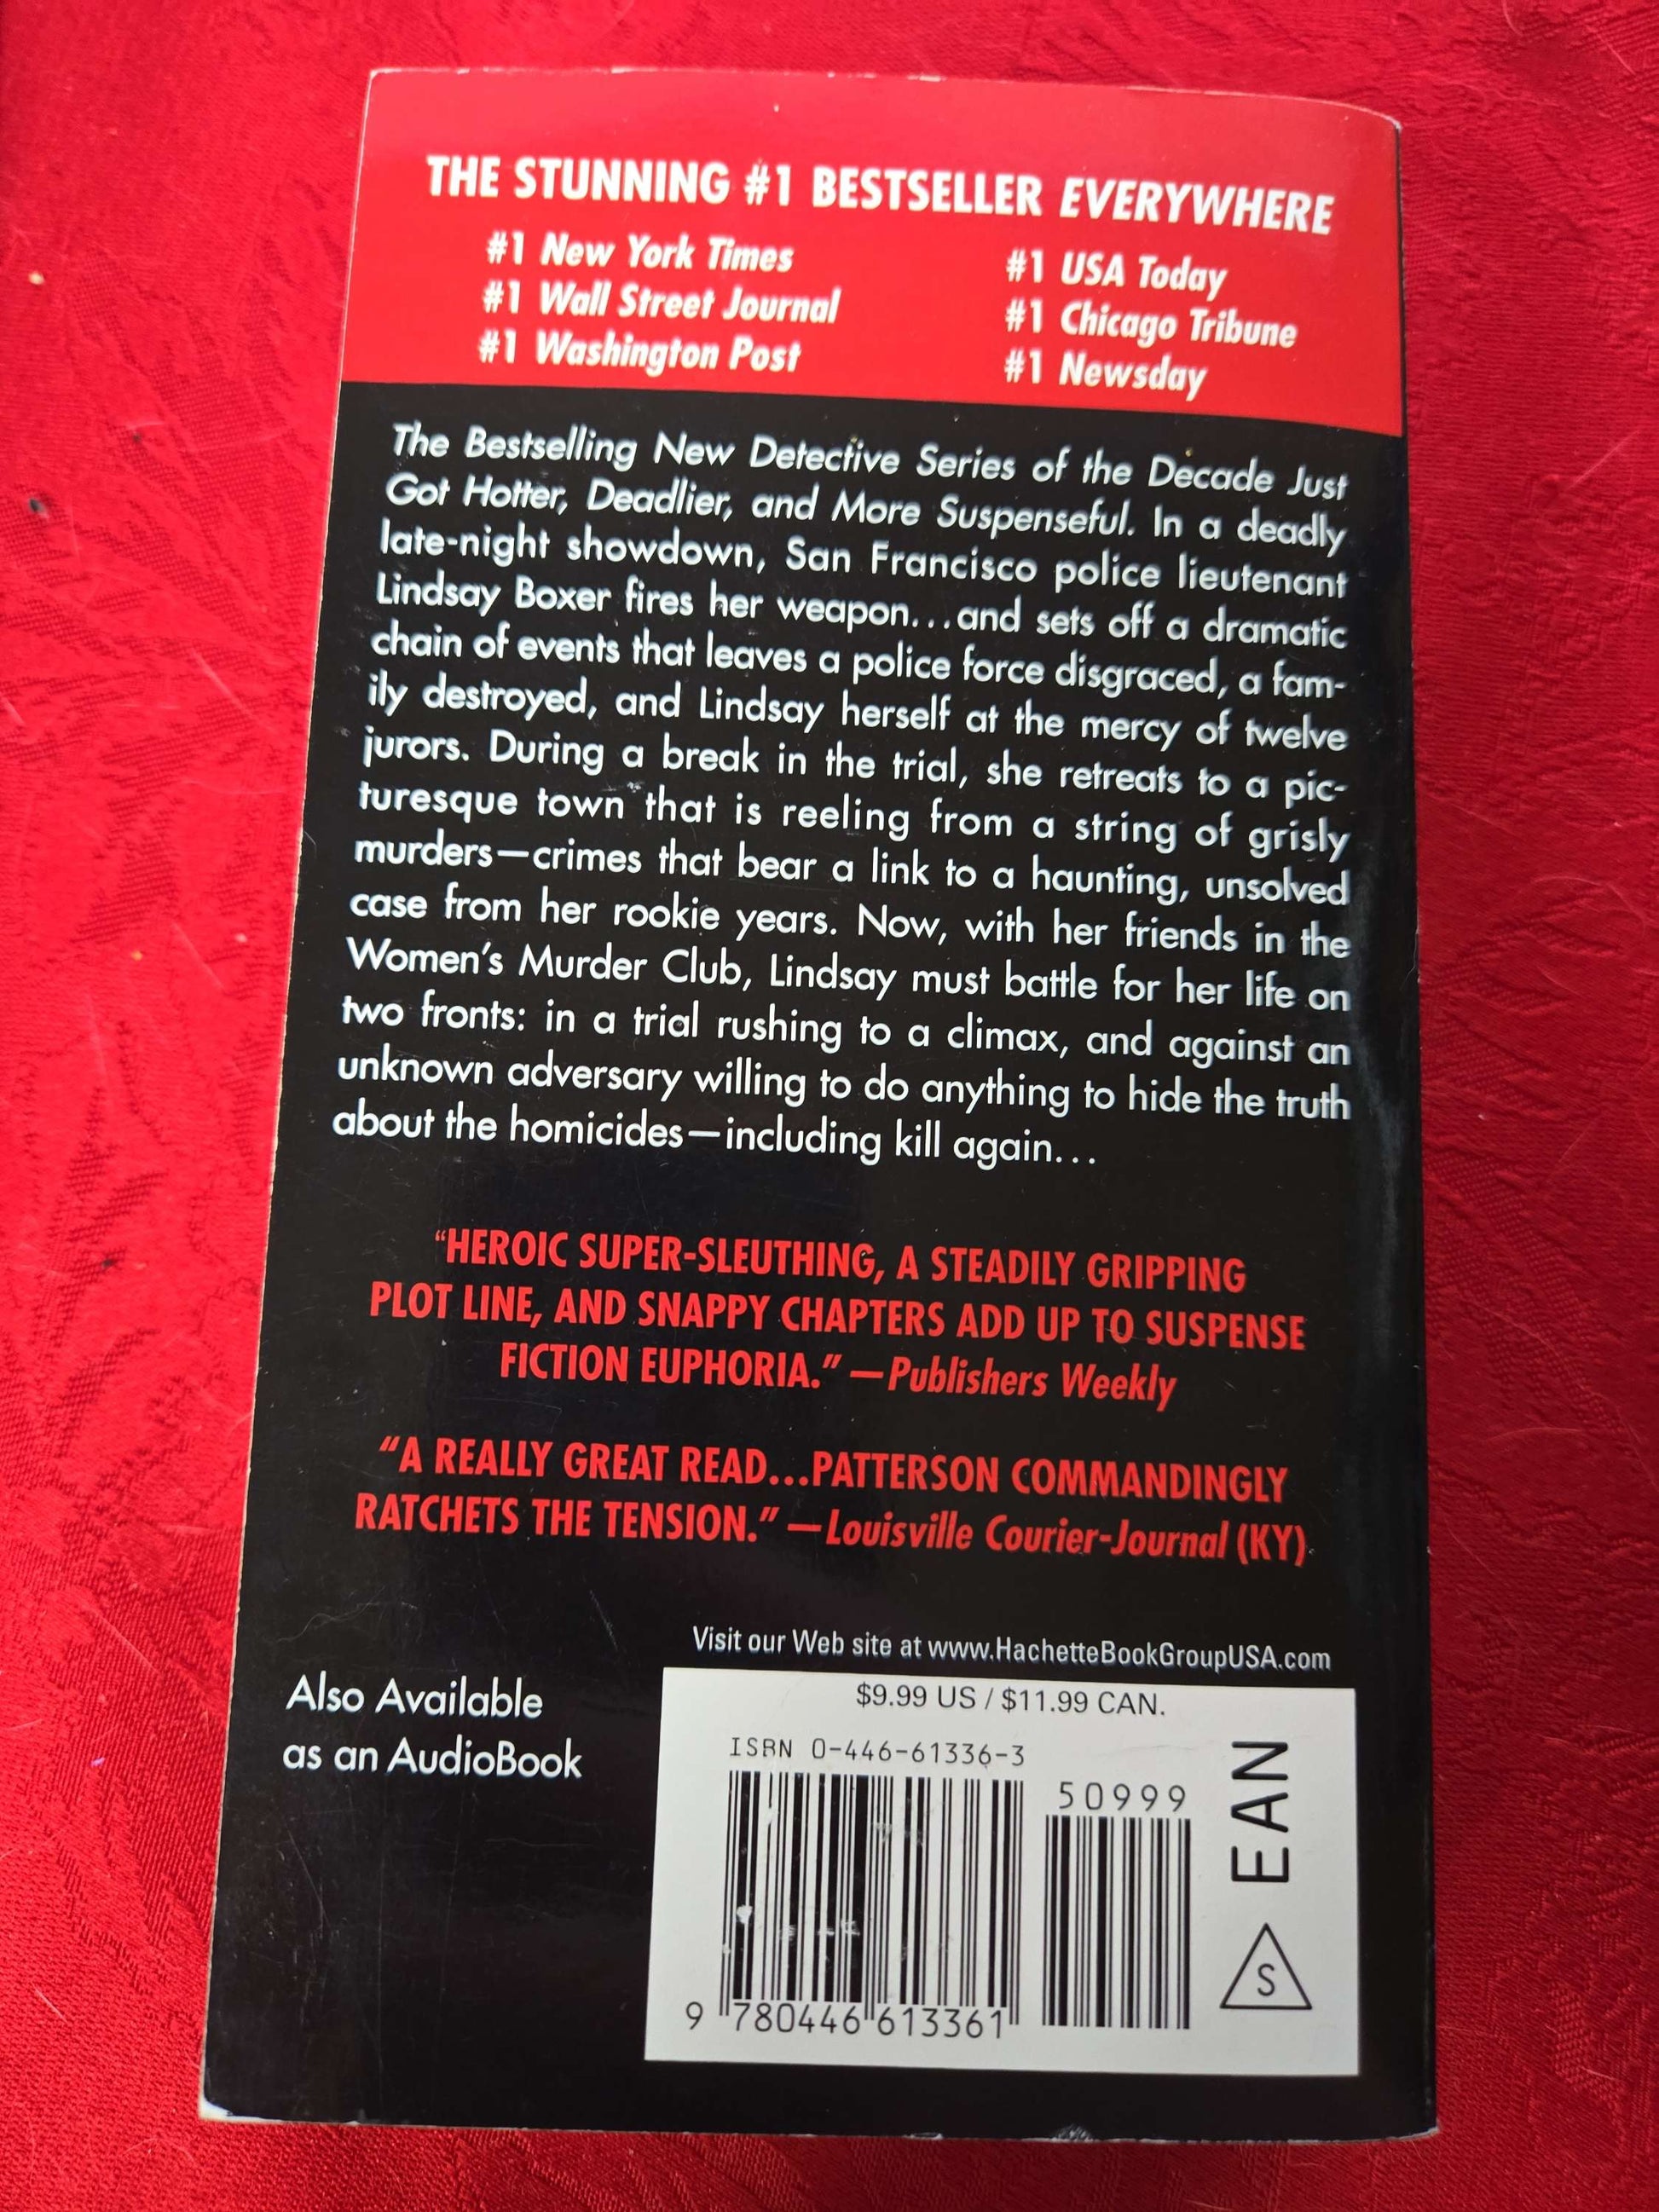 THE STUNNING #1 BESTSELLER EVERYWHERE
#1 New York Times
#1 Wall Street Journal
#1 Washington Post
#1 USA Today
#1 Chicago Tribune
#1 Newsday
The Bestselling New Detective Series of the Decade Just
Got Hotter, Deadlier, and More Suspenseful. In a deadly
late-night showdown, San Francisco police lieutenant
Lindsay Boxer fires her weapon...and sets off a dramatic
chain of events that leaves a police force disgraced, a fam-
ily destroyed, and Lindsay herself at the mercy of twelve
jurors. During a break in the trial, she retreats to a pic-
turesque town that is reeling from a string of grisly
murders—crimes that bear a link to a haunting, unsolved
case from her rookie years. Now, with her friends in the
Women's Murder Club, Lindsay must battle for her life on
two fronts: in a trial rushing to a climax, and against an
unknown adversary willing to do anything to hide the truth
about the homicides—including kill again...
"HEROIC SUPER-SLEUTHING, A STEADILY GRIPPING
PLOT LINE, AND SNAPPY CHAPTERS ADD UP TO SUSPENSE
FICTION EUPHORIA." —Publishers Weekly
"A REALLY GREAT READ...PATTERSON COMMANDINGLY
RATCHETS THE TENSION." —Louisville Courier-Journal (KY)
Visit our Web site at www.HachetteBookGroupUSA.com
Also Available
as an AudioBook
$9.99 US / $11.99 CAN.
ISBN 0-446-61336-3
50999
9 780446 613361
EAN
S